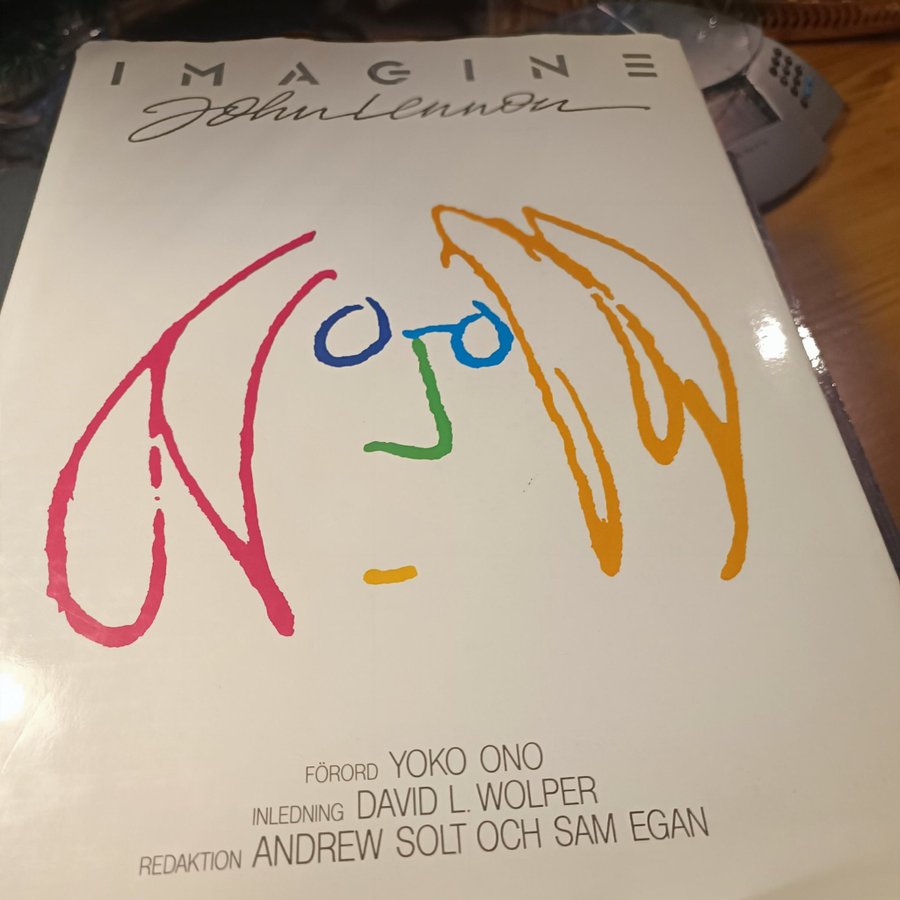 IMAGINE
John Lennon
FÖRORD YOKO ONO
INLEDNING DAVID L. WOLPER
REDAKTION ANDREW SOLT OCH SAM EGAN